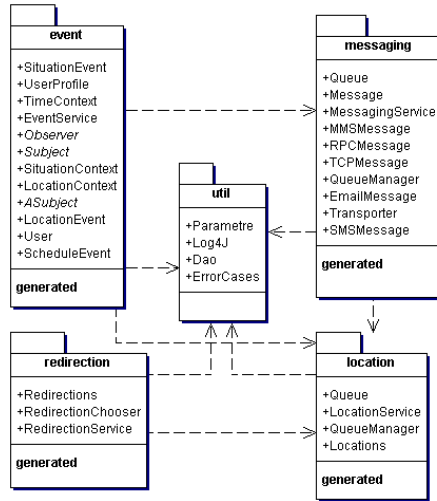 event
+SituationEvent
+UserProfile
+TimeContext
+EventService
+Observer
+Subject
+SituationContext
+LocationContext
+ASubject
+LocationEvent
+User
+ScheduleEvent
generated
messaging
+Queue
+Message
+MessagingService
+MMSMessage
+RPCMessage
+TCPMessage
+QueueManager
+EmailMessage
+Transporter
+SMSMessage
generated
util
+Parametre
+Log4J
+Dao
+ErrorCases
redirection
+Redirections
+RedirectionChooser
+RedirectionService
generated
location
+Queue
+LocationService
+QueueManager
+Locations
generated